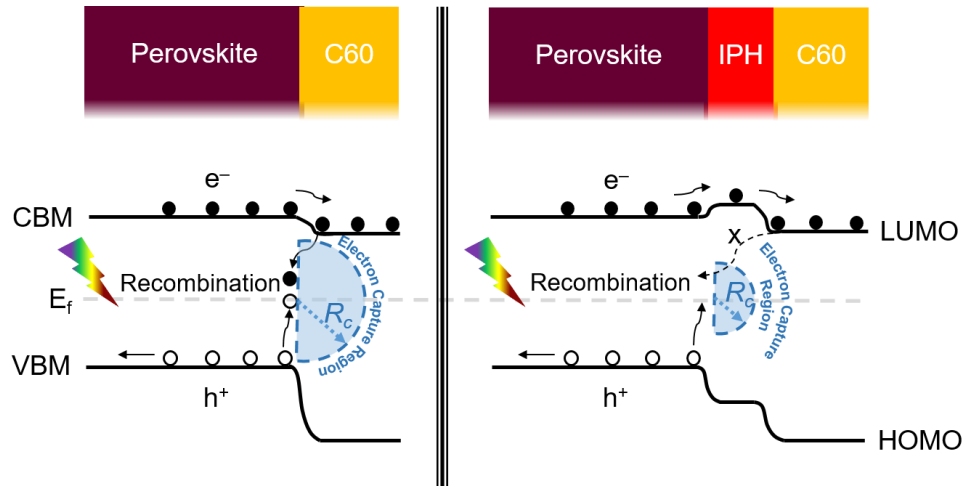 Perovskite C60
Perovskite IPH C60
e⁻
CBM
Recombination
E_f
R_c
Electron Capture Region
VBM
h⁺
e⁻
LUMO
x
Recombination
R_c
Electron Capture
Region
h⁺
HOMO